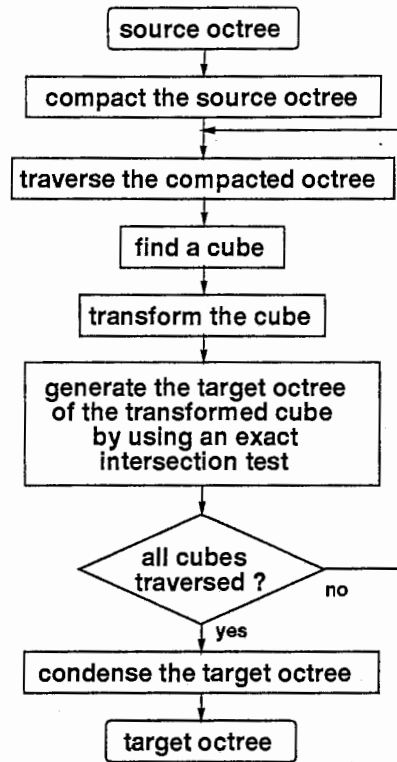 source octree
compact the source octree
traverse the compacted octree
find a cube
transform the cube
generate the target octree
of the transformed cube
by using an exact
intersection test
all cubes
traversed ?
no
yes
condense the target octree
target octree